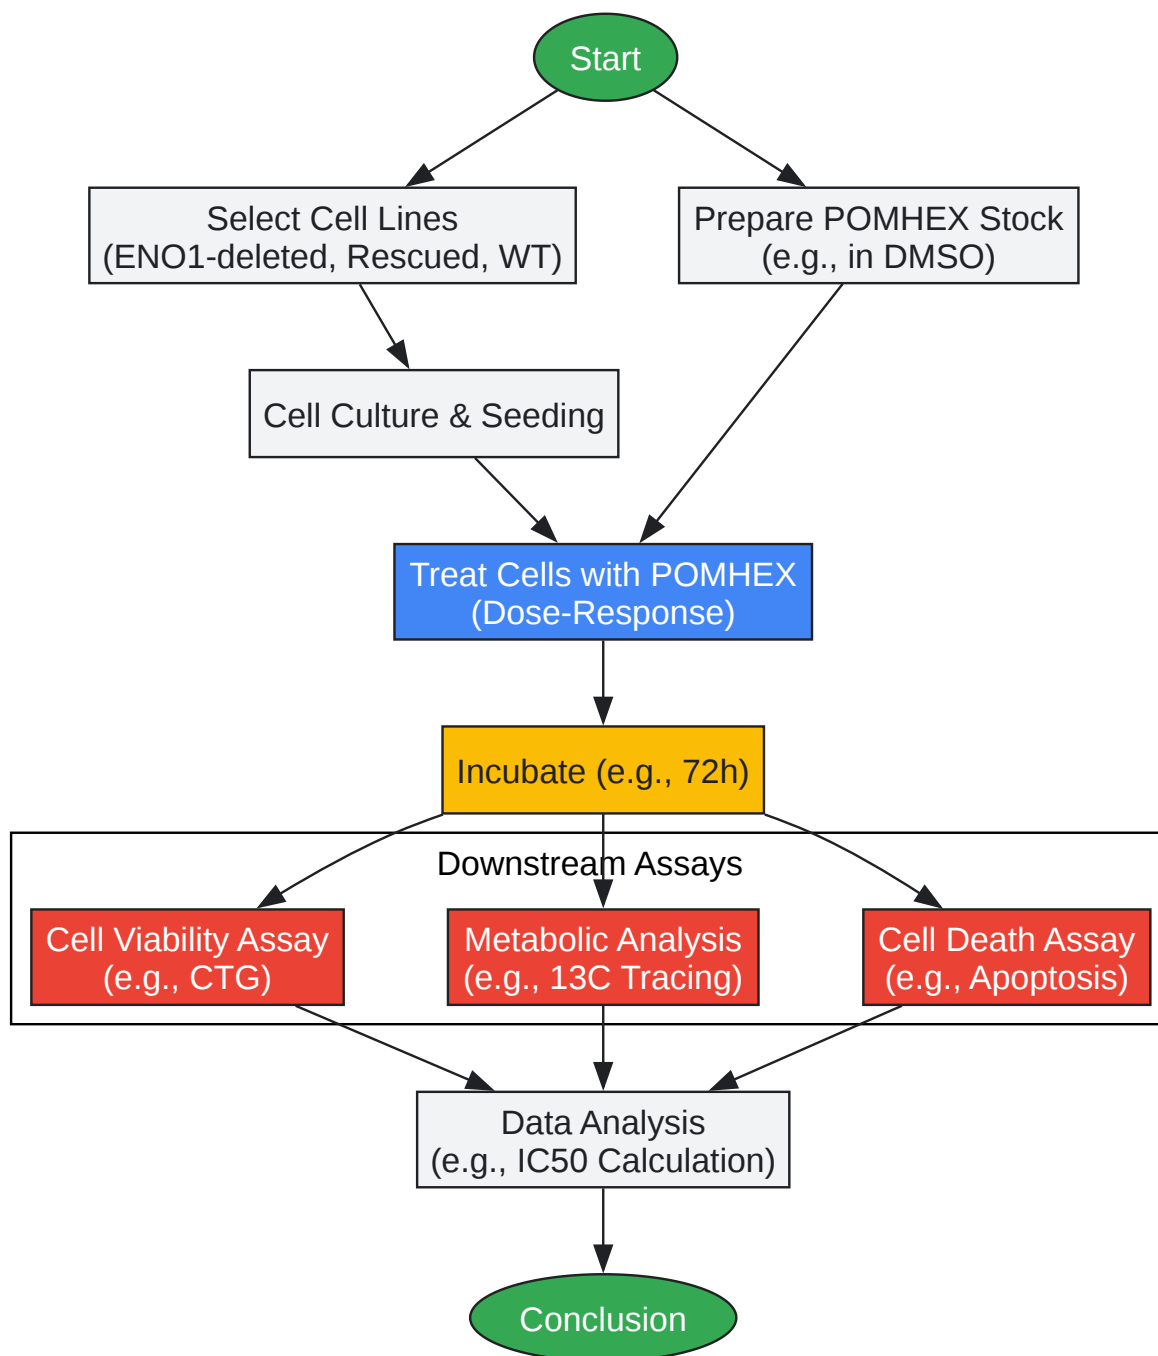 Start
Select Cell Lines
(ENO1-deleted, Rescued, WT)
Prepare POMHEX Stock
(e.g., in DMSO)
Cell Culture & Seeding
Treat Cells with POMHEX
(Dose-Response)
Incubate (e.g., 72h)
Downstream Assays
Cell Viability Assay
(e.g., CTG)
Metabolic Analysis
(e.g., 13C Tracing)
Cell Death Assay
(e.g., Apoptosis)
Data Analysis
(e.g., IC50 Calculation)
Conclusion